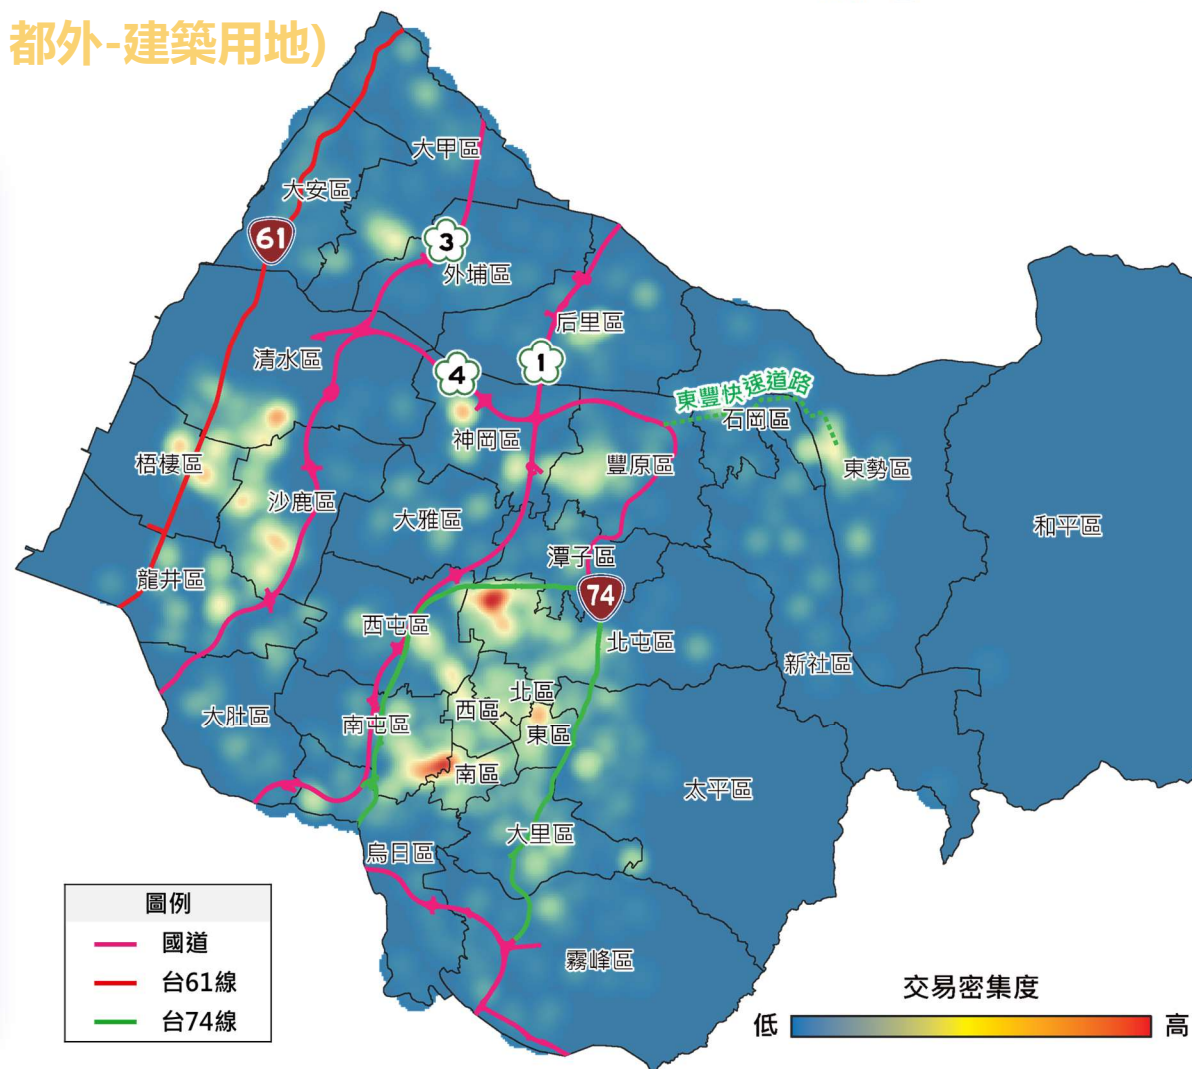 都外-建築用地)
大甲區
大安區
61
3
外埔區
后里區
清水區
4
1
東豐快速道路
石岡區
神岡區
梧棲區
豐原區
東勢區
沙鹿區
大雅區
和平區
潭子區
龍井區
74
西屯區
北屯區
新社區
北區
西區
大肚區
南屯區
東區
南區
太平區
大里區
烏日區
霧峰區
圖例
國道
台61線
台74線
交易密集度
低
高